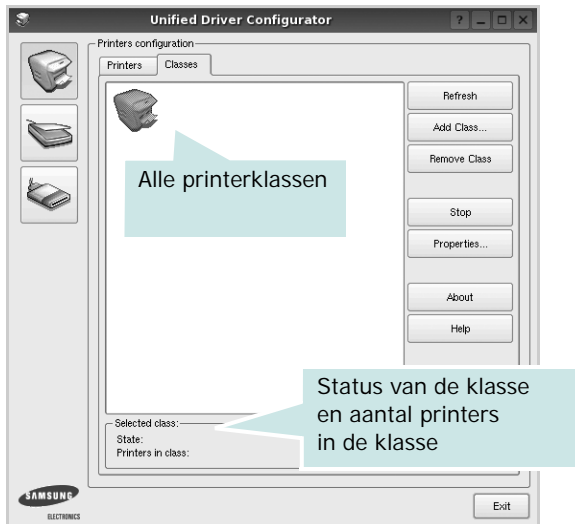 Unified Driver Configurator
Printers configuration
Printers
Classes
Refresh
Add Class...
Remove Class
Alle printerklassen
Stop
Properties...
About
Help
Status van de klasse
en aantal printers
in de klasse
Selected class:
State:
Printers in class:
SAMSUNG
ELECTRONICS
Exit